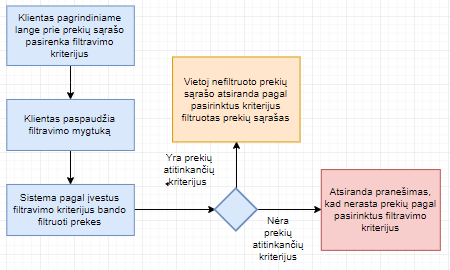 Klientas pagrindiniame
lange prie prekių sąrašo
pasirenka filtravimo
kriterijus
Klientas paspaudžia
filtravimo mygtuką
Sistema pagal įvestus
filtravimo kriterijus bando
filtruoti prekes
Vietoj nefiltruoto prekių
sąrašo atsiranda pagal
pasirinktus kriterijus
filtruotas prekių sąrašas
Yra prekių
atitinkančių
kriterijus
Nėra
prekių
atitinkančių
kriterijus
Atsiranda pranešimas,
kad nerasta prekių pagal
pasirinktus filtravimo
kriterijus